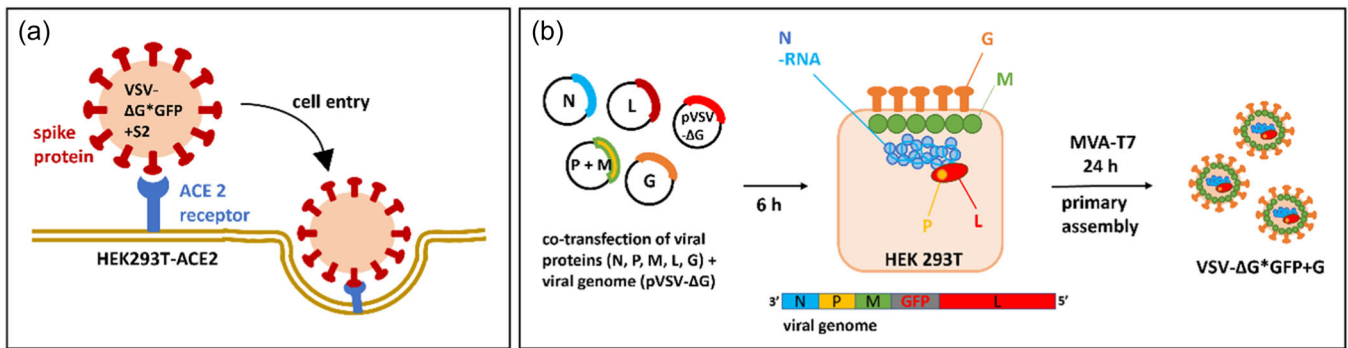 (a)
VSV-
ΔG*GFP
+S2
spike
protein
cell entry
ACE 2
receptor
HEK293T-ACE2
(b)
N
L
pVSV
-ΔG
P + M
G
co-transfection of viral
proteins (N, P, M, L, G) +
viral genome (pVSV-ΔG)
6 h
N
-RNA
G
M
P
L
HEK 293T
3' N P M GFP L 5'
viral genome
MVA-T7
24 h
primary
assembly
VSV-ΔG*GFP+G